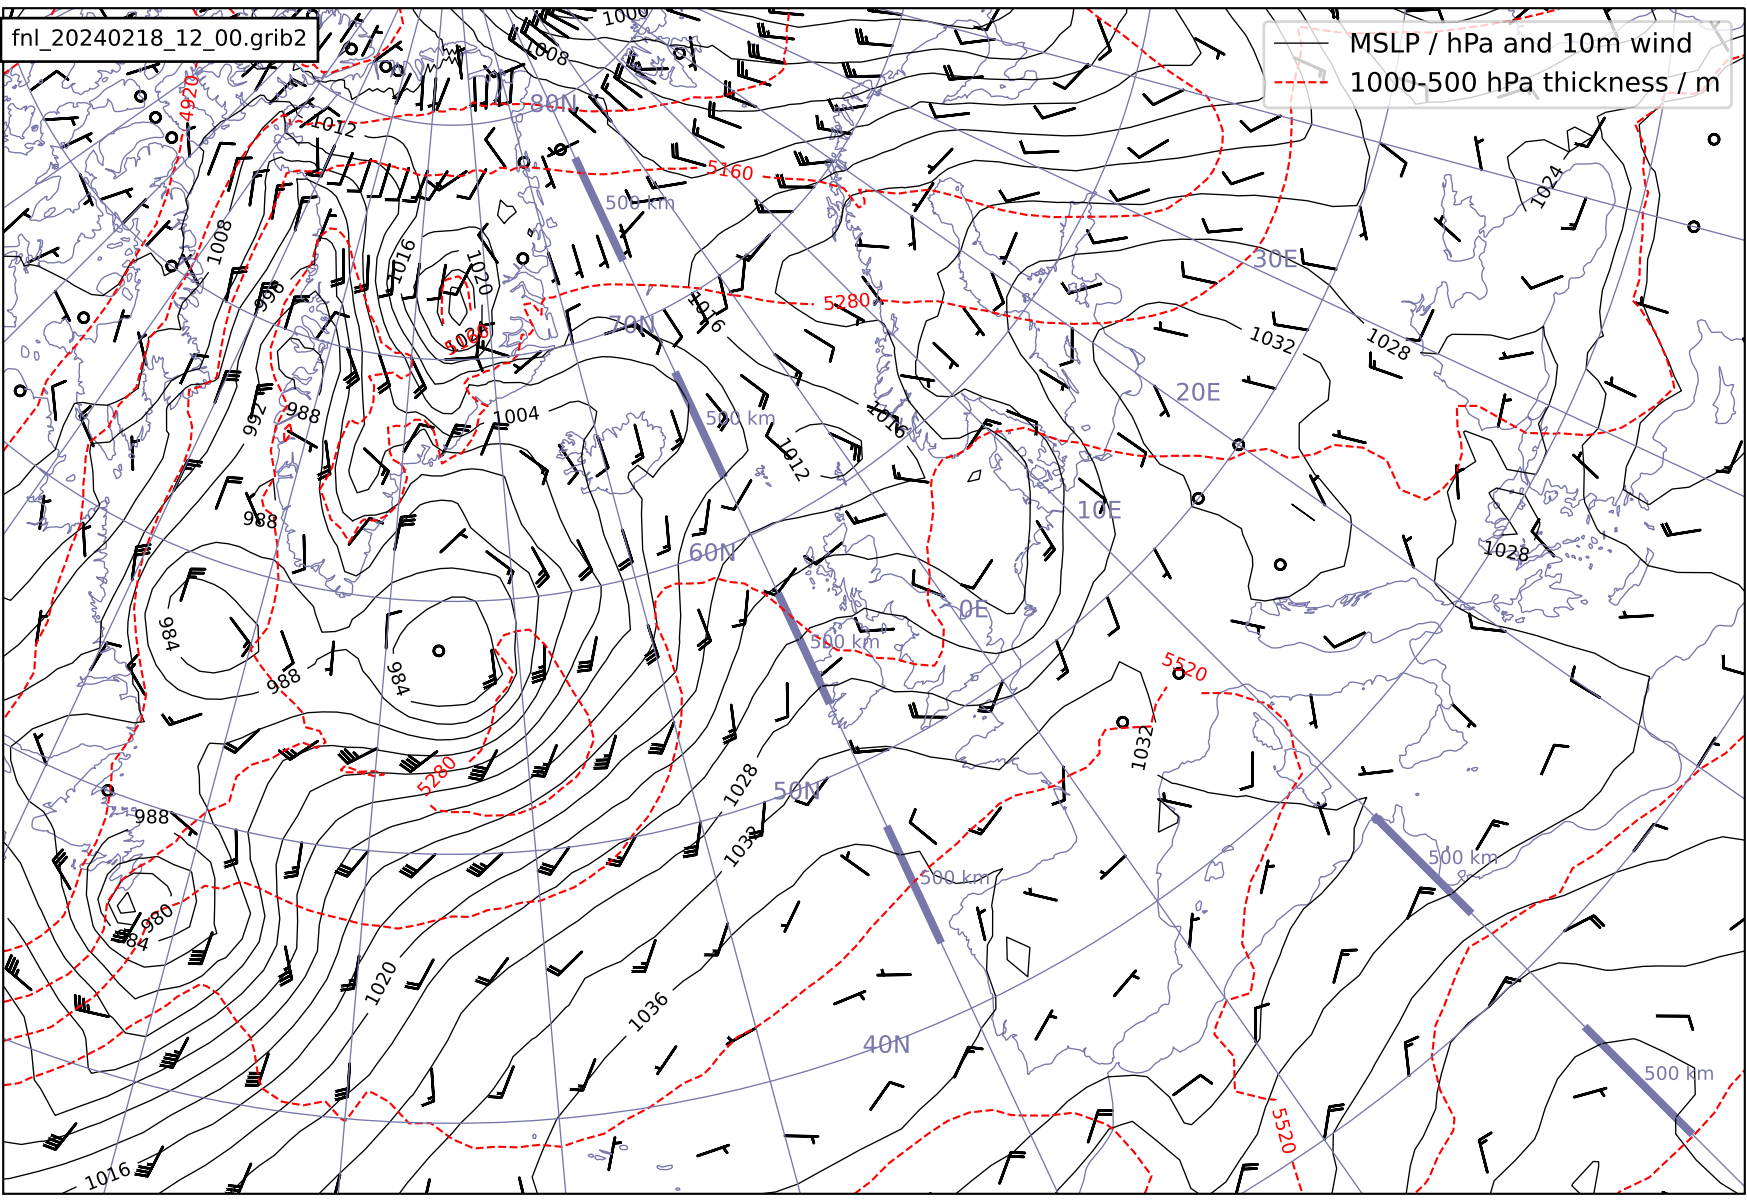 fnl_20240218_12_00.grib2
MSLP / hPa and 10m wind
1000-500 hPa thickness / m
1000
1008
80N
4920
1012
5160
500 km
1024
1008
1016
1020
30E
996
5280
1016
70N
1032
1028
20E
992
988
1004
500 km
1016
1012
988
10E
60N
1028
984
0E
500 km
984
988
5520
1032
5280
1028
50N
988
1032
500 km
500 km
980
984
1020
1036
40N
500 km
5520
1016